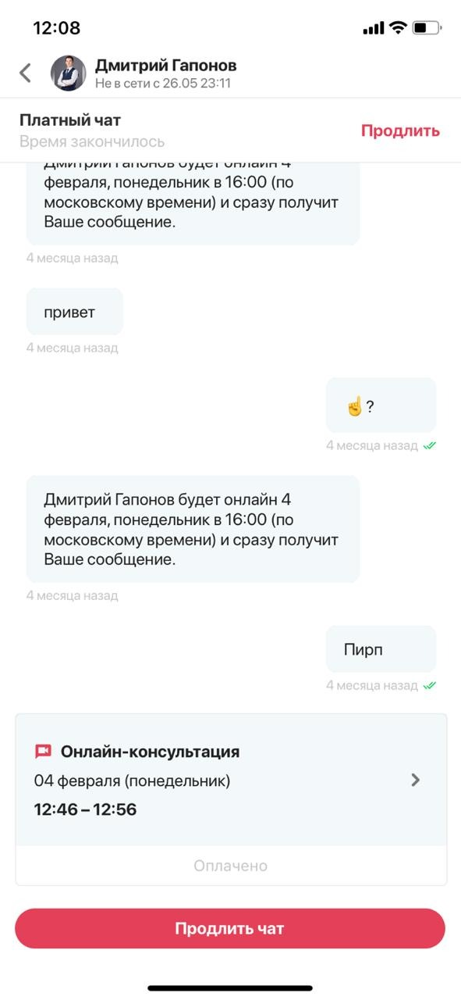 12:08
Дмитрий Гапонов
Не в сети с 26.05 23:11
Платный чат
Время закончилось
Продлить
Дмитрий Гапонов будет онлайн 4
февраля, понедельник в 16:00 (по
московскому времени) и сразу получит
Ваше сообщение.
4 месяца назад
привет
4 месяца назад
☝️?
4 месяца назад
Дмитрий Гапонов будет онлайн 4
февраля, понедельник в 16:00 (по
московскому времени) и сразу получит
Ваше сообщение.
4 месяца назад
Пирп
4 месяца назад
Онлайн-консультация
04 февраля (понедельник)
12:46 – 12:56
Оплачено
Продлить чат